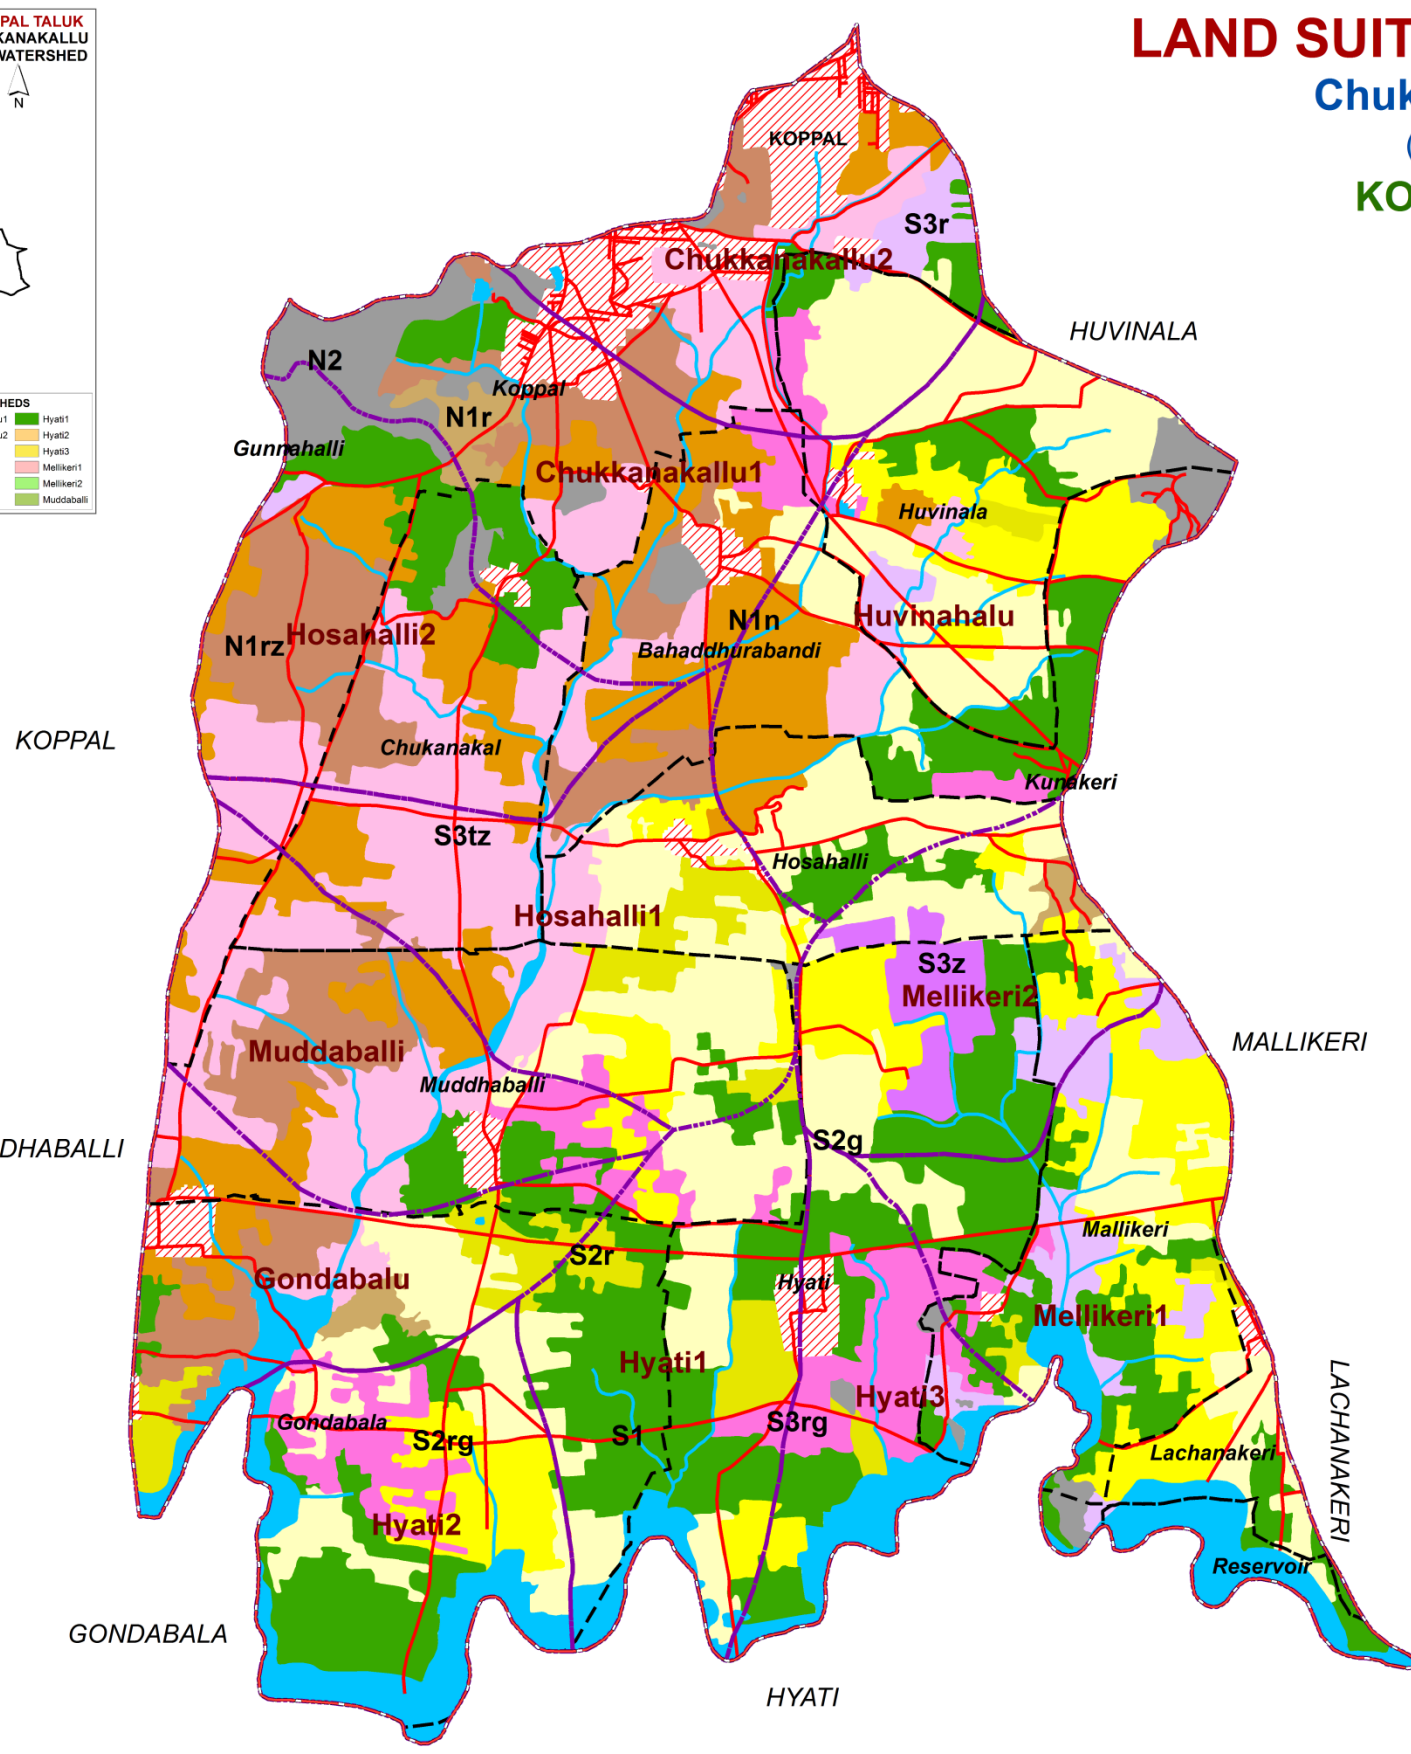 PAL TALUK
KANAKALLU
WATERSHED
N
LAND SUIT
Chuk
(
KO
KOPPAL
S3r
Chukkanakallu2
HUVINALA
N2
Koppal
HEDS
u1 Hyati1
u2 Hyati2
Hyati3
Mellikeri1
Mellikeri2
Muddaballi
N1r
Gunnahalli
Chukkanakallu1
Huvinala
N1n
Huvinahalu
N1rz
Hosahalli2
Bahaddhurabandi
KOPPAL
Chukanakal
Kunakeri
S3tz
Hosahalli
Hosahalli1
S3z
Mellikeri2
MALLIKERI
Muddaballi
Muddhaballi
DHABALLI
S2g
Mallikeri
S2r
Gondabalu
Hyati
Mellikeri1
Hyati1
Hyati3
LACHANAKERI
Gondabala
S2rg
S1
S3rg
Lachanakeri
Hyati2
Reservoir
GONDABALA
HYATI